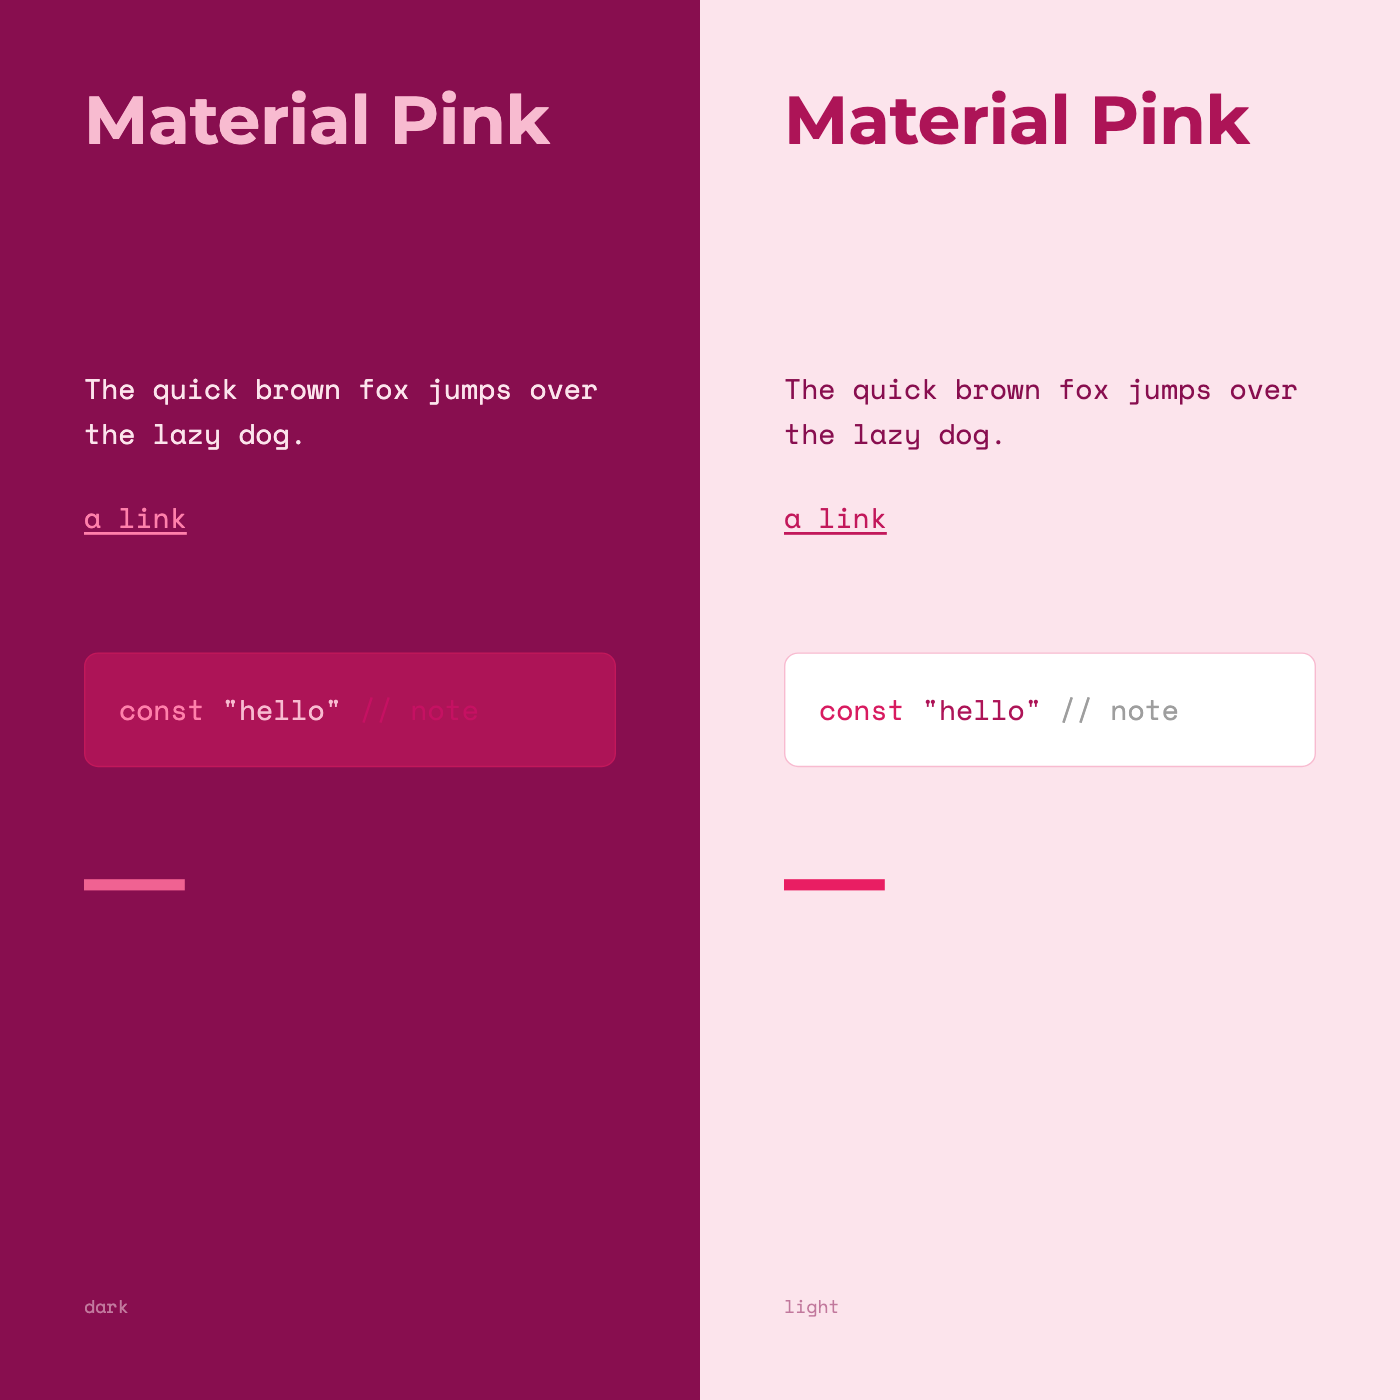 Material Pink
The quick brown fox jumps over
the lazy dog.
a link
const "hello" // note
dark
Material Pink
The quick brown fox jumps over
the lazy dog.
a link
const "hello" // note
light